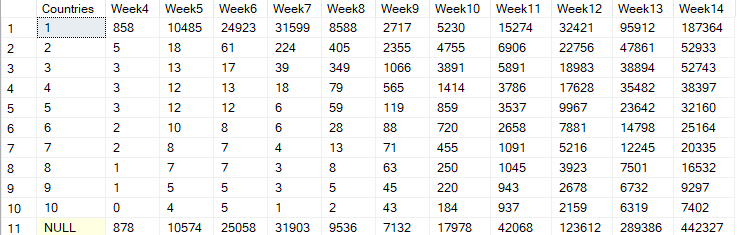 Countries Week4 Week5 Week6 Week7 Week8 Week9 Week10 Week11 Week12 Week13 Week14
1 1 858 10485 24923 31599 8588 2717 5230 15274 32421 95912 187364
2 2 5 18 61 224 405 2355 4755 6906 22756 47861 52933
3 3 3 13 17 39 349 1066 3891 5891 18983 38894 52743
4 4 3 12 13 18 79 565 1414 3786 17628 35482 38397
5 5 3 12 12 6 59 119 859 3537 9967 23642 32160
6 6 2 10 8 6 28 88 720 2658 7881 14798 25164
7 7 2 8 7 4 13 71 455 1091 5216 12245 20335
8 8 1 7 7 3 8 63 250 1045 3923 7501 16532
9 9 1 5 5 3 5 45 220 943 2678 6732 9297
10 10 0 4 5 1 2 43 184 937 2159 6319 7402
11 NULL 878 10574 25058 31903 9536 7132 17978 42068 123612 289386 442327